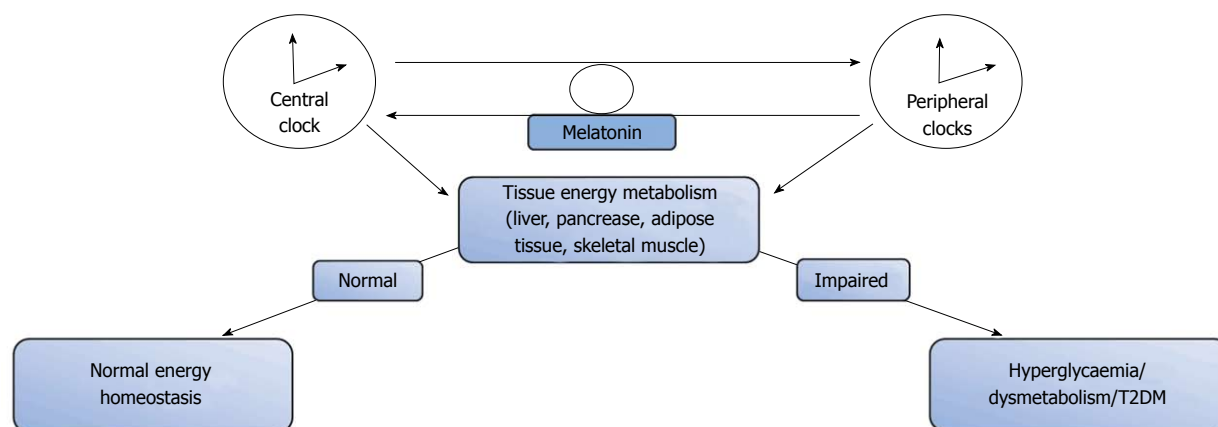 Central
clock
Peripheral
clocks
Melatonin
Tissue energy metabolism
(liver, pancrease, adipose
tissue, skeletal muscle)
Normal
Impaired
Normal energy
homeostasis
Hyperglycaemia/
dysmetabolism/T2DM